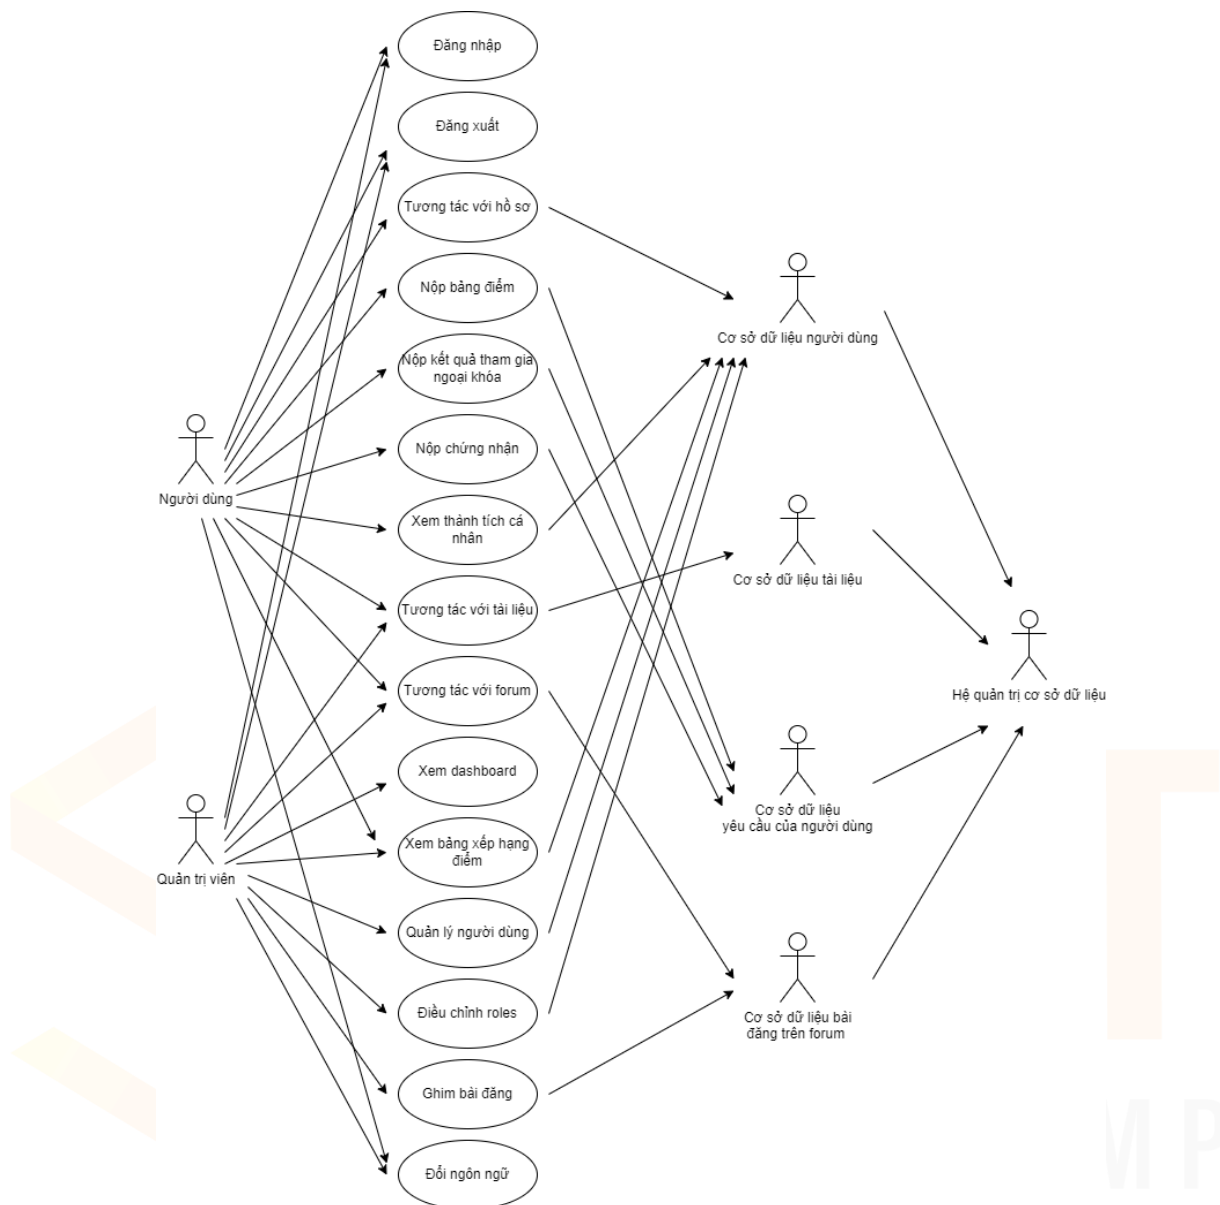 Đăng nhập
Đăng xuất
Tương tác với hồ sơ
Nộp bảng điểm
Nộp kết quả tham gia
ngoại khóa
Nộp chứng nhận
Xem thành tích cá
nhân
Tương tác với tài liệu
Tương tác với forum
Xem dashboard
Xem bảng xếp hạng
điểm
Quản lý người dùng
Điều chỉnh roles
Ghim bài đăng
Đổi ngôn ngữ
Người dùng
Quản trị viên
Cơ sở dữ liệu người dùng
Cơ sở dữ liệu tài liệu
Cơ sở dữ liệu
yêu cầu của người dùng
Cơ sở dữ liệu bài
đăng trên forum
Hệ quản trị cơ sở dữ liệu